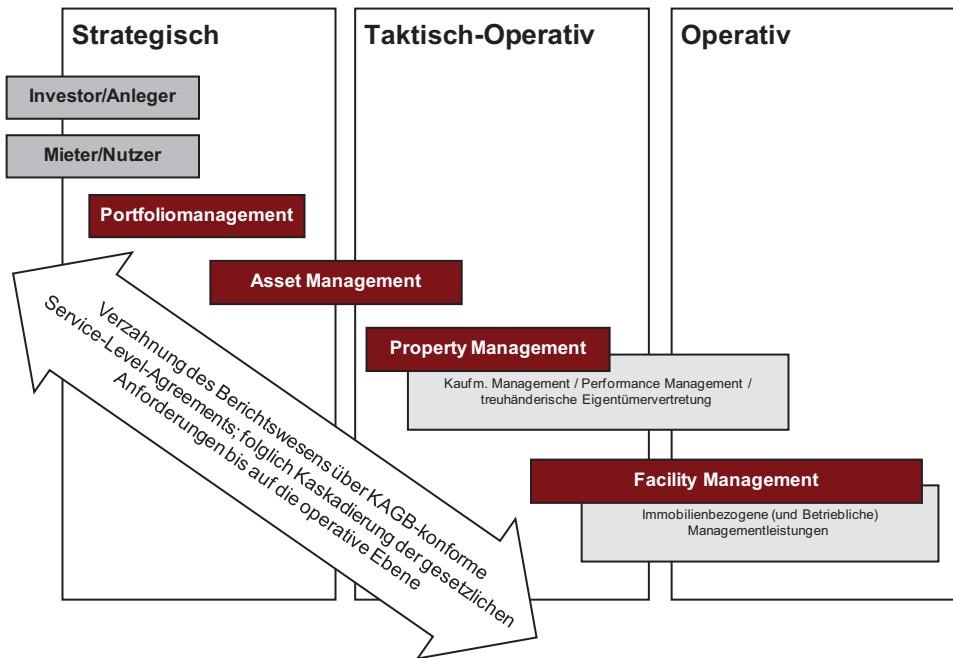 Strategisch
Taktisch-Operativ
Operativ
Investor/Anleger
Mieter/Nutzer
Portfoliomanagement
Asset Management
Property Management
Kaufm. Management / Performance Management /
treuhänderische Eigentümervertretung
Facility Management
Immobilienbezogene (und Betriebliche)
Managementleistungen
Verzahnung des Berichtswesens über KAGB-konforme
Service-Level-Agreements; folglich Kaskadierung der gesetzlichen
Anforderungen bis auf die operative Ebene